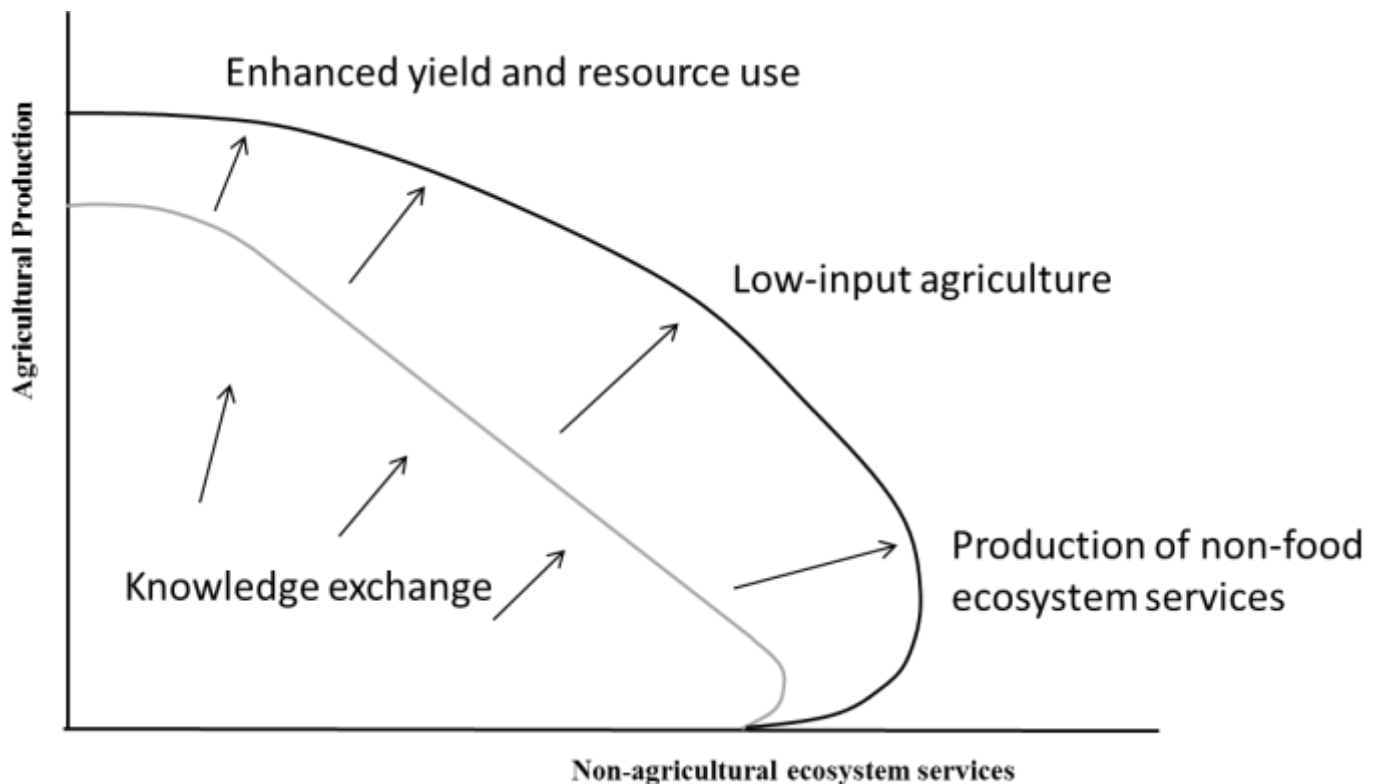 Enhanced yield and resource use
Agricultural Production
Low-input agriculture
Production of non-food
ecosystem services
Knowledge exchange
Non-agricultural ecosystem services